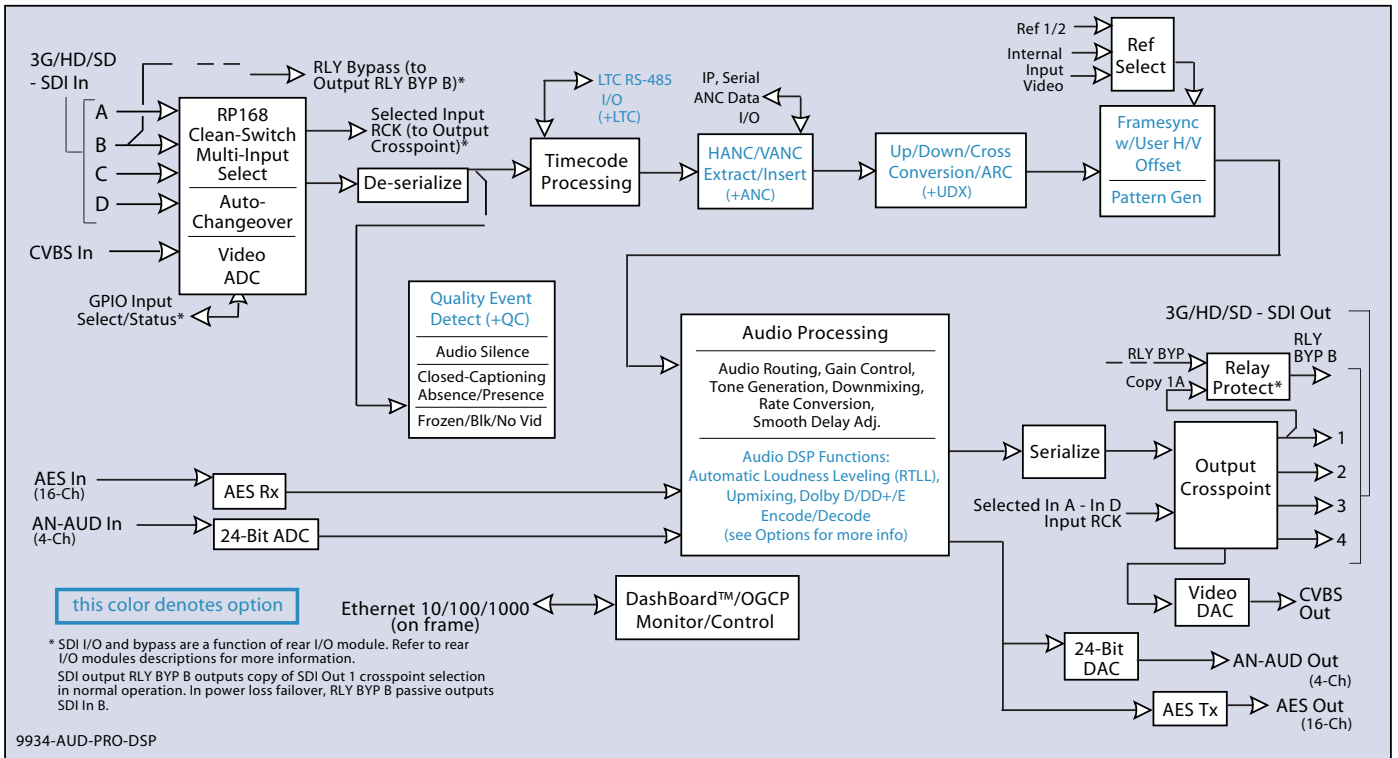 3G/HD/SD
- SDI In
A
B
C
D
CVBS In
GPIO Input
Select/Status*
RLY Bypass (to
Output RLY BYP B)*
RP168
Clean-Switch
Multi-Input
Select
Auto-
Changeover
Video
ADC
Selected Input
RCK (to Output
Crosspoint)*
De-serialize
LTC RS-485
I/O
(+LTC)
Timecode
Processing
IP, Serial
ANC Data
I/O
HANC/VANC
Extract/Insert
(+ANC)
Up/Down/Cross
Conversion/ARC
(+UDX)
Ref 1/2
Internal
Input
Video
Ref
Select
Framesync
w/User H/V
Offset
Pattern Gen
Quality Event
Detect (+QC)
Audio Silence
Closed-Captioning
Absence/Presence
Frozen/Blk/No Vid
Audio Processing
Audio Routing, Gain Control,
Tone Generation, Downmixing,
Rate Conversion,
Smooth Delay Adj.
Audio DSP Functions:
Automatic Loudness Leveling (RTLL),
Upmixing, Dolby D/DD+/E
Encode/Decode
(see Options for more info)
AES In
(16-Ch)
AES Rx
AN-AUD In
(4-Ch)
24-Bit ADC
3G/HD/SD - SDI Out
RLY BYP
Copy 1A
Relay
Protect*
RLY
BYP B
Serialize
Selected In A - In D
Input RCK
Output
Crosspoint
1
2
3
4
Video
DAC
CVBS
Out
24-Bit
DAC
AN-AUD Out
(4-Ch)
AES Tx
AES Out
(16-Ch)
this color denotes option
Ethernet 10/100/1000
(on frame)
DashBoard™/OGCP
Monitor/Control
* SDI I/O and bypass are a function of rear I/O module. Refer to rear
I/O modules descriptions for more information.
SDI output RLY BYP B outputs copy of SDI Out 1 crosspoint selection
in normal operation. In power loss failover, RLY BYP B passive outputs
SDI In B.
9934-AUD-PRO-DSP